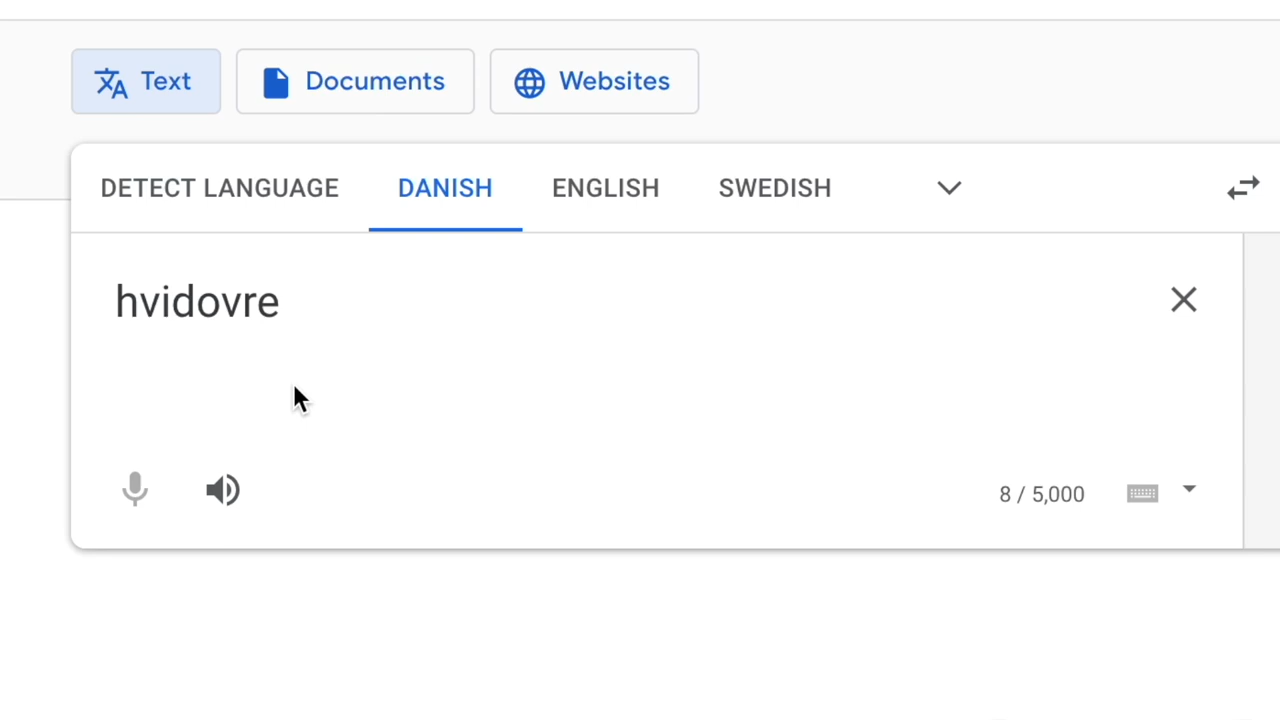 Text Documents Websites
DETECT LANGUAGE DANISH ENGLISH SWEDISH
hvidovre
8 / 5,000